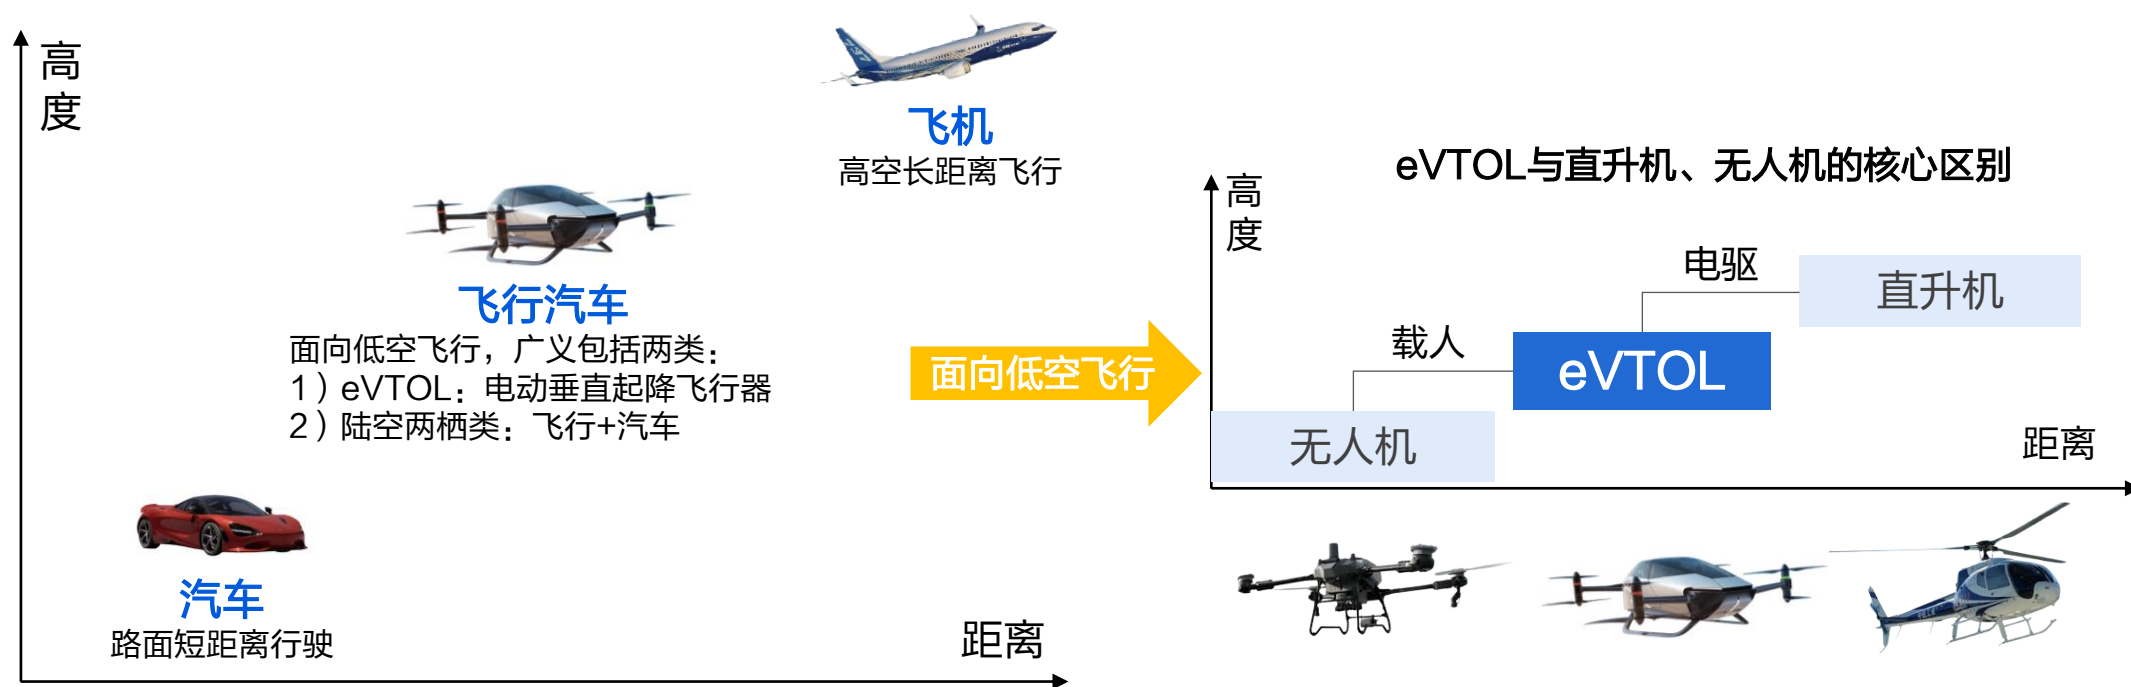 高
度
飞机
高空长距离飞行
飞行汽车
面向低空飞行，广义包括两类：
1）eVTOL：电动垂直起降飞行器
2）陆空两栖类：飞行+汽车
汽车
路面短距离行驶
距离
面向低空飞行
eVTOL与直升机、无人机的核心区别
高
度
电驱
直升机
载人
eVTOL
无人机
距离